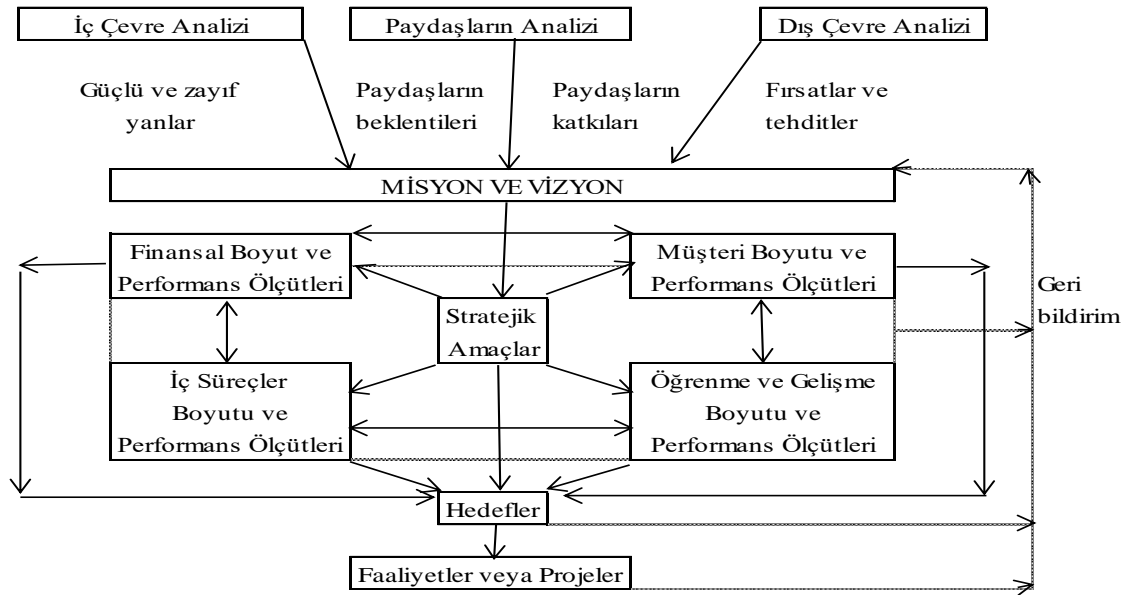 İç Çevre Analizi
Paydaşların Analizi
Dış Çevre Analizi
Güçlü ve zayıf
yanlar
Paydaşların
beklentileri
Paydaşların
katkıları
Fırsatlar ve
tehditler
MİSYON VE VİZYON
Finansal Boyut ve
Performans Ölçütleri
Müşteri Boyutu ve
Performans Ölçütleri
Geri
bildirim
Stratejik
Amaçlar
İç Süreçler
Boyutu ve
Performans Ölçütleri
Öğrenme ve Gelişme
Boyutu ve
Performans Ölçütleri
Hedefler
Faaliyetler veya Projeler